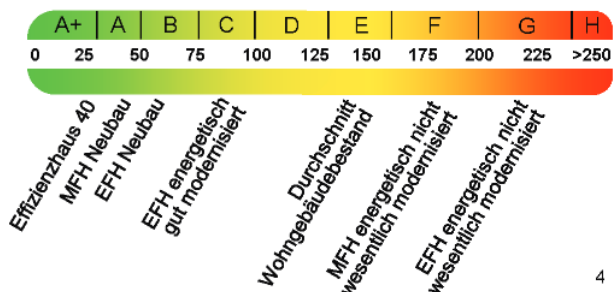 A+ A B C D E F G H
0 25 50 75 100 125 150 175 200 225 >250
Effizienzhaus 40
MFH Neubau
EFH Neubau
EFH energetisch
gut modernisiert
Durchschnitt
Wohngebäudebestand
MFH energetisch nicht
wesentlich modernisiert
EFH energetisch nicht
wesentlich modernisiert
4